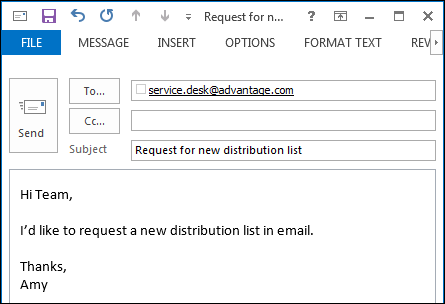 Request for n...
FILE MESSAGE INSERT OPTIONS FORMAT TEXT
To... service.desk@advantage.com
Cc...
Send
Subject Request for new distribution list
Hi Team,
I'd like to request a new distribution list in email.
Thanks,
Amy